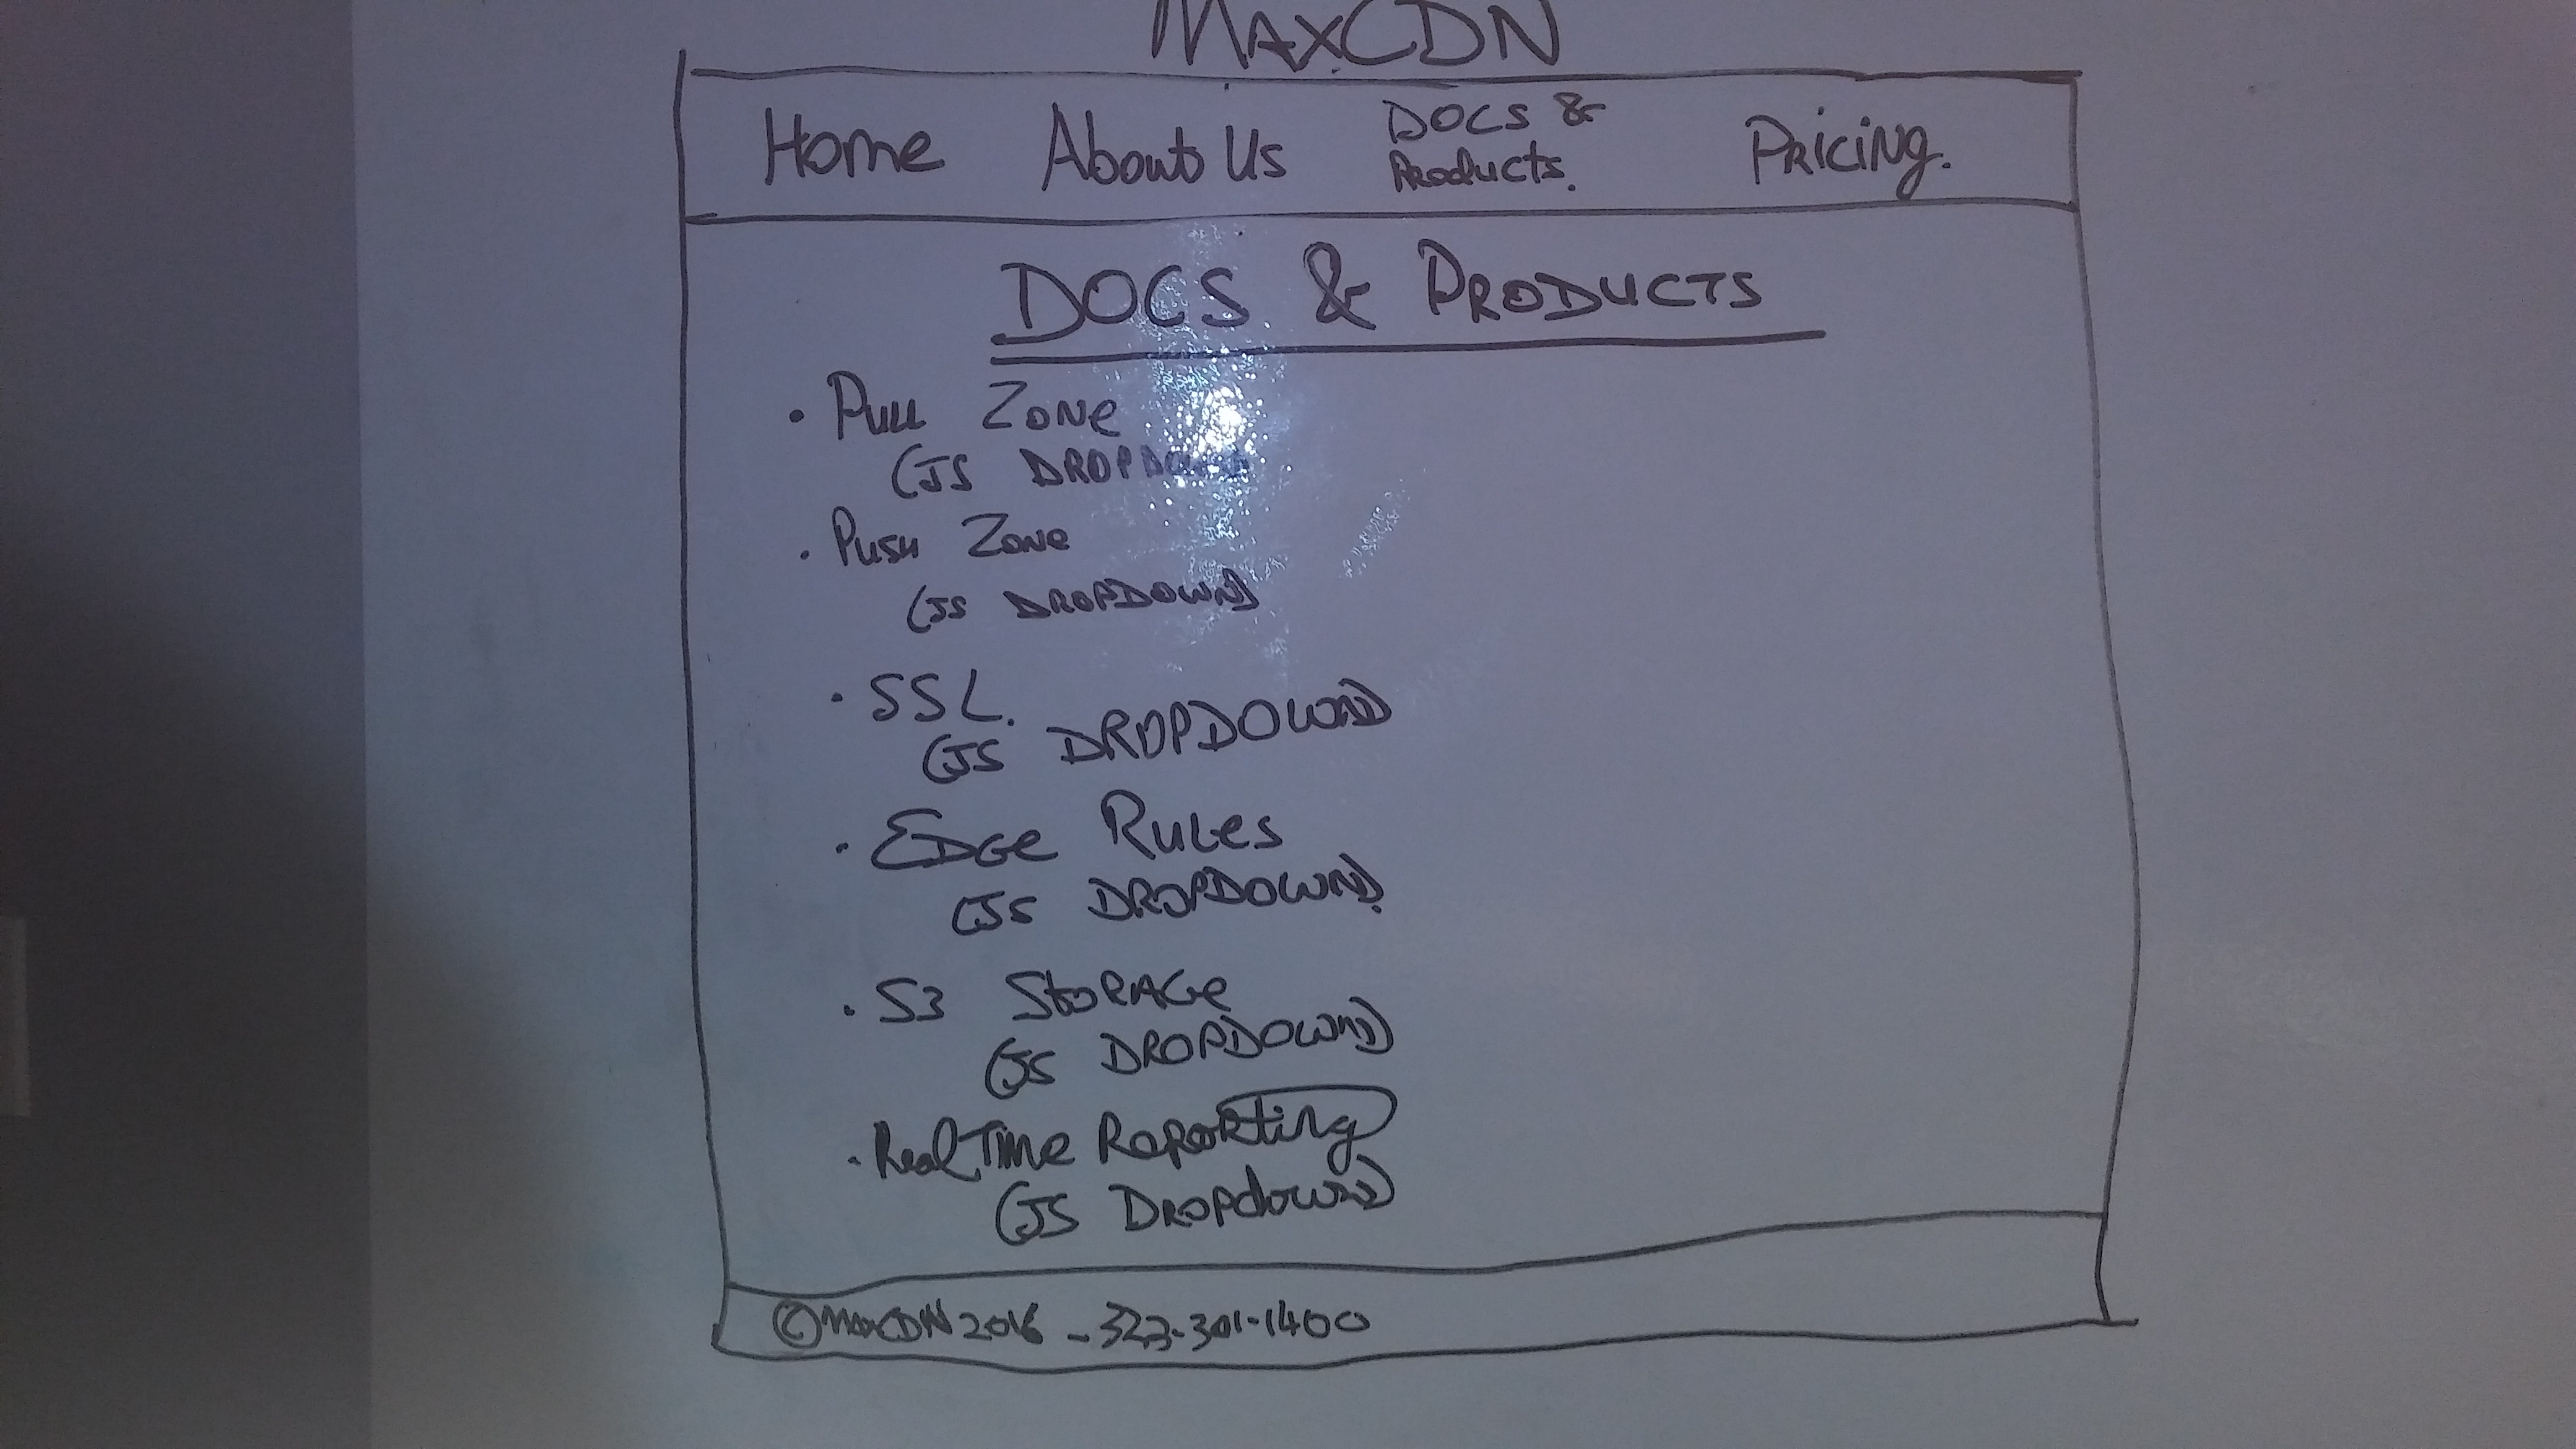 MAXCDN
Home About Us DOCS & Products. Pricing.
DOCS & PRODUCTS
• Pull Zone
(JS DROPDOWN)
• Push Zone
(JS DROPDOWN)
• SSL.
(JS DROPDOWN)
• Edge Rules
(JS DROPDOWN)
• S3 Storage
(JS DROPDOWN)
• Real Time Reporting
(JS Dropdown)
©MaxCDN 2016 - 323-301-1400